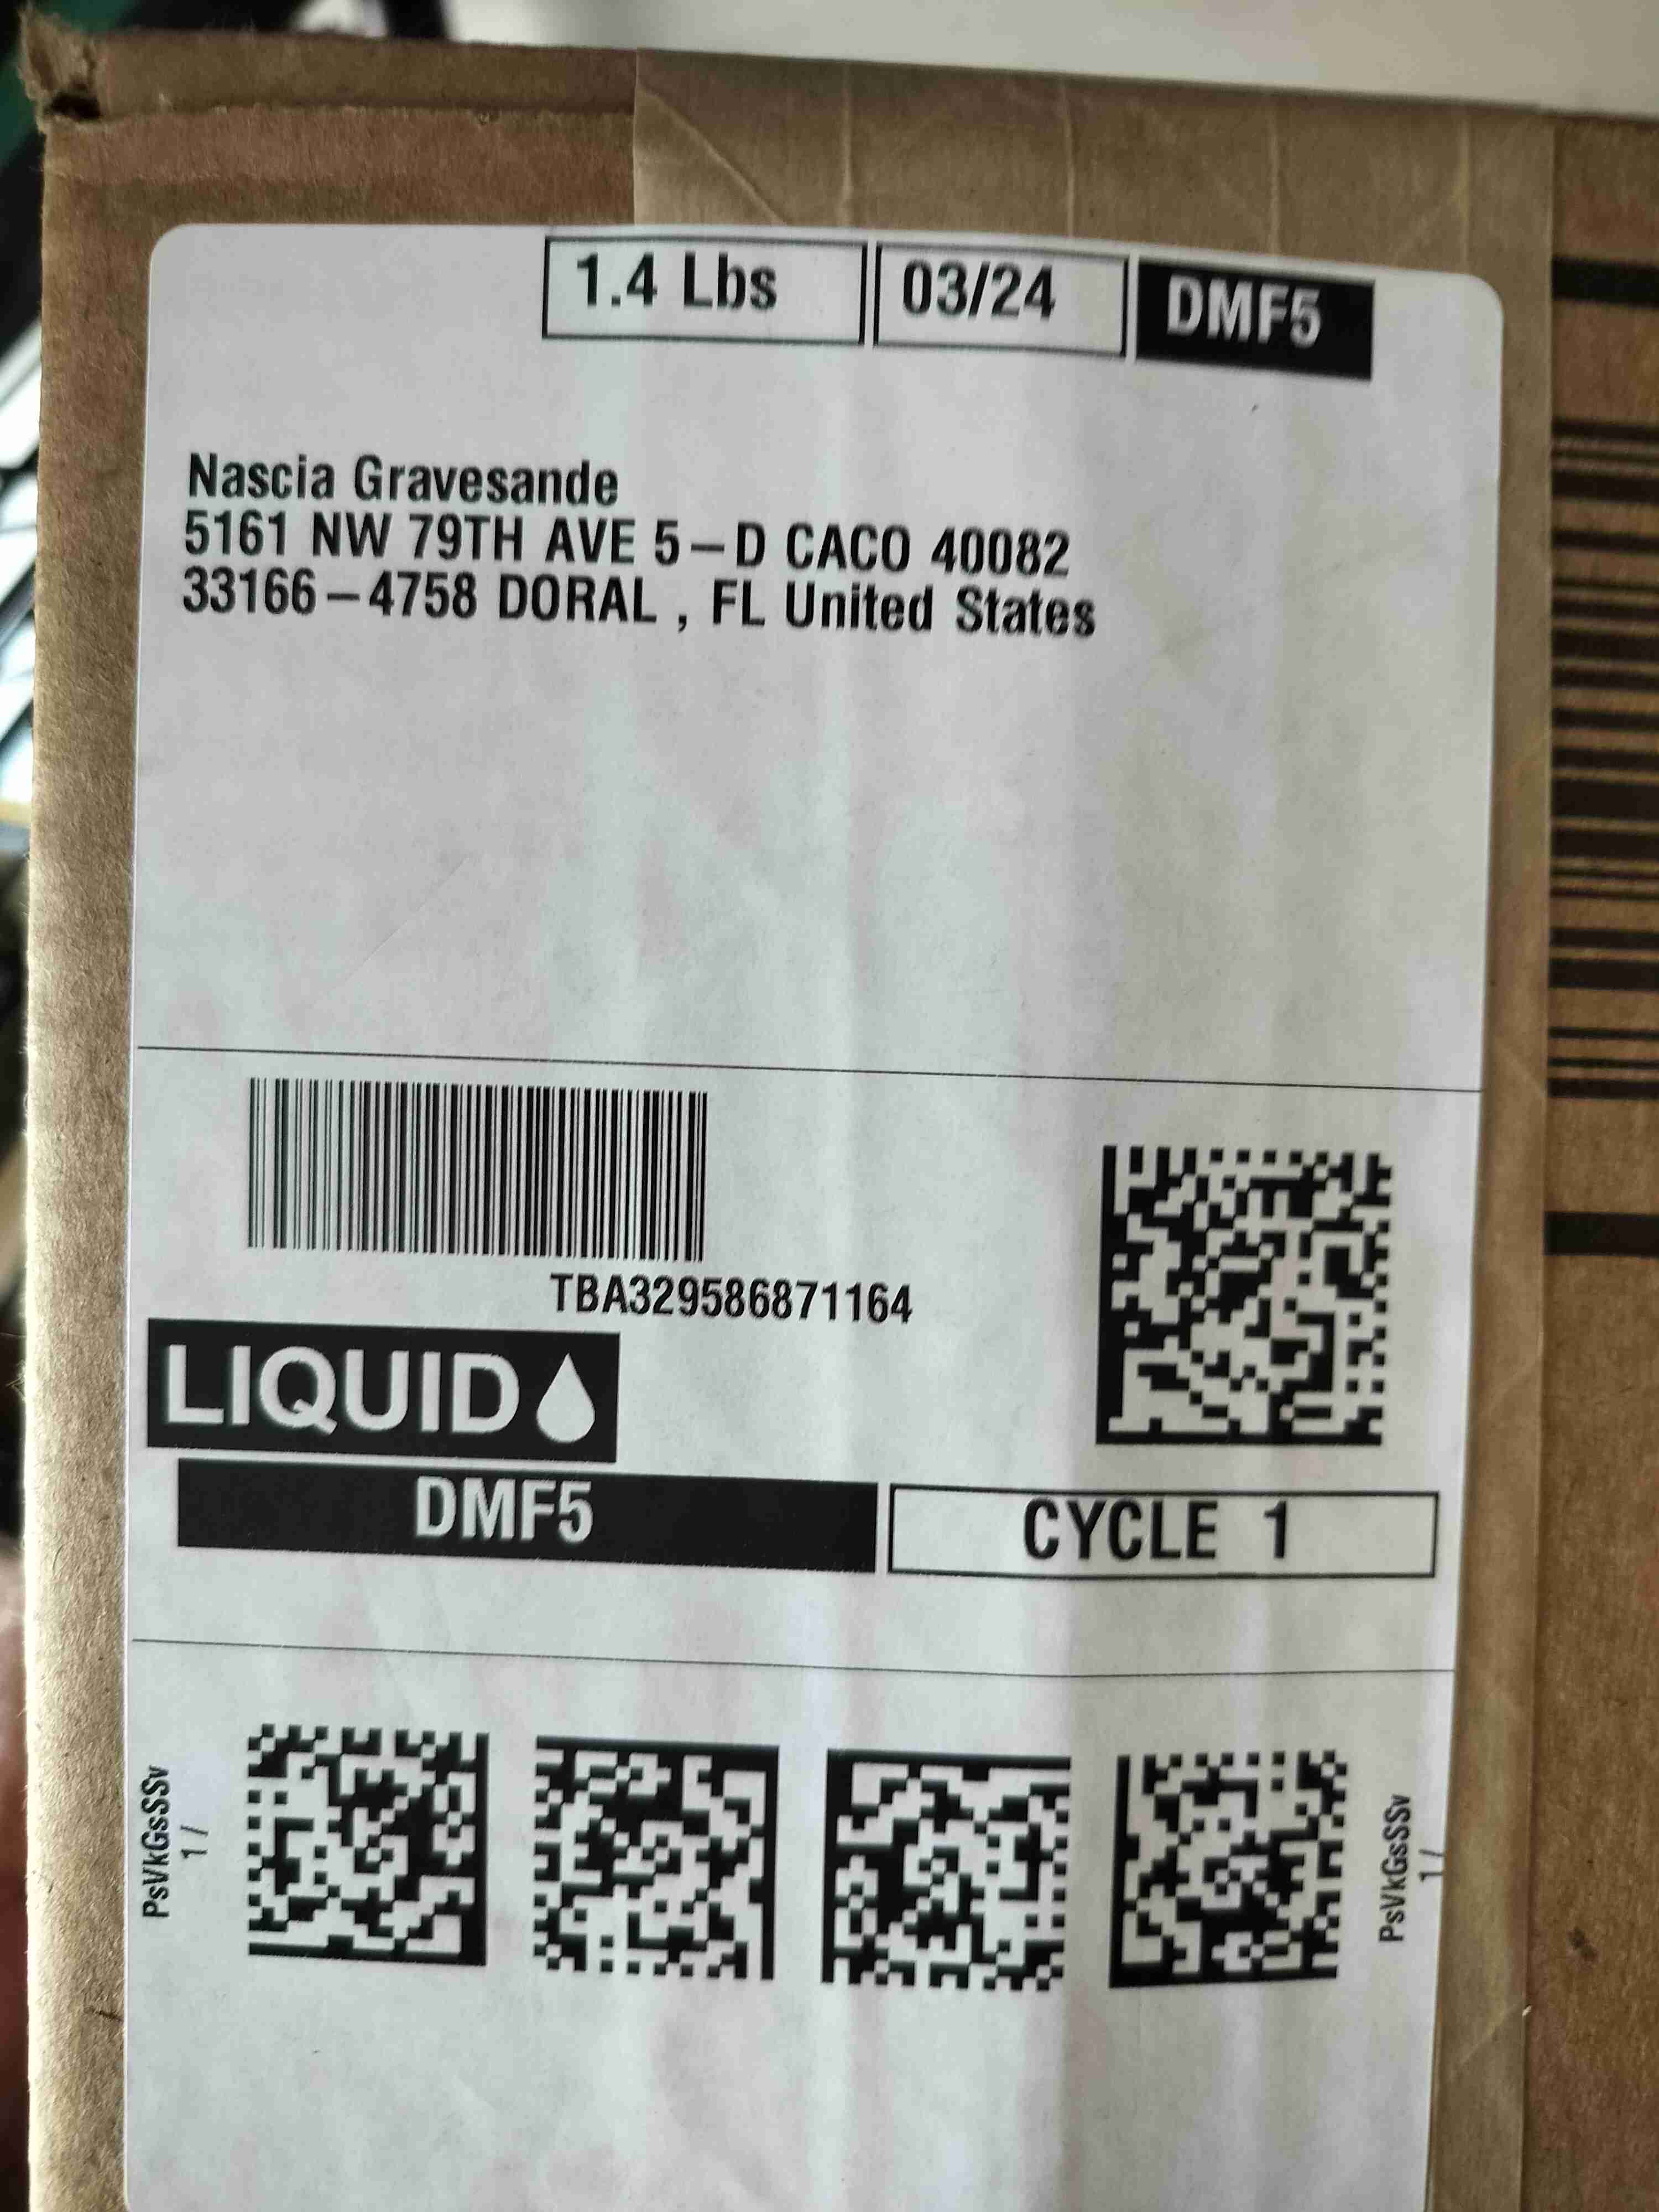 1.4 Lbs 03/24 DMF5
Nascia Gravesande
5161 NW 79TH AVE 5-D CACO 40082
33166-4758 DORAL , FL United States
TBA329586871164
LIQUID
DMF5 CYCLE 1
PsVkGsSSv
1 /
PsVkGsSSv
1 /